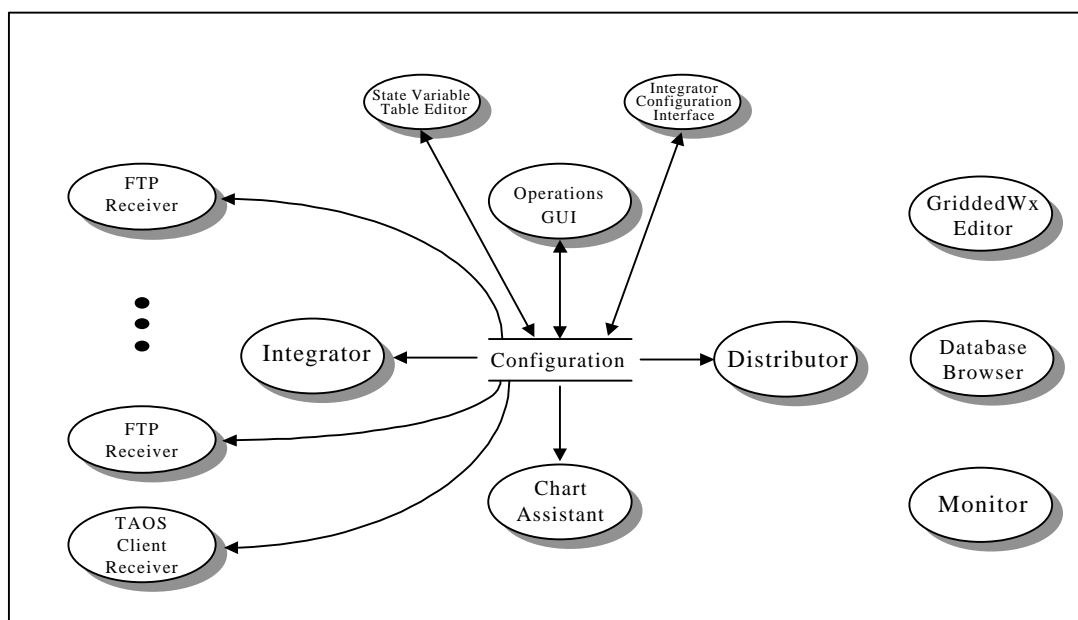 State Variable
Table Editor
Integrator
Configuration
Interface
FTP
Receiver
Operations
GUI
GriddedWx
Editor
Integrator
Configuration
Distributor
Database
Browser
FTP
Receiver
Chart
Assistant
Monitor
TAOS
Client
Receiver